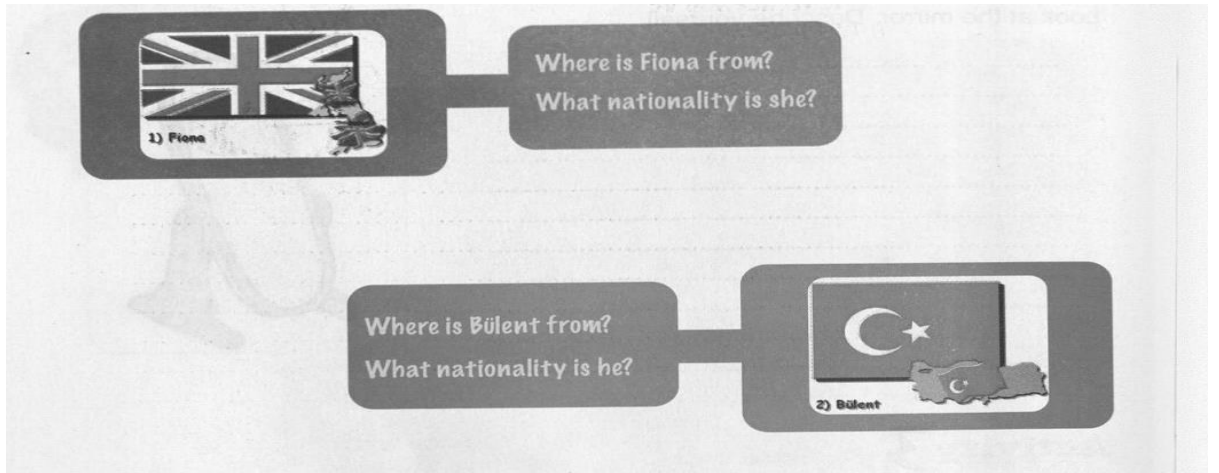 1) Fiona
Where is Fiona from?
What nationality is she?
Where is Bülent from?
What nationality is he?
2) Bülent